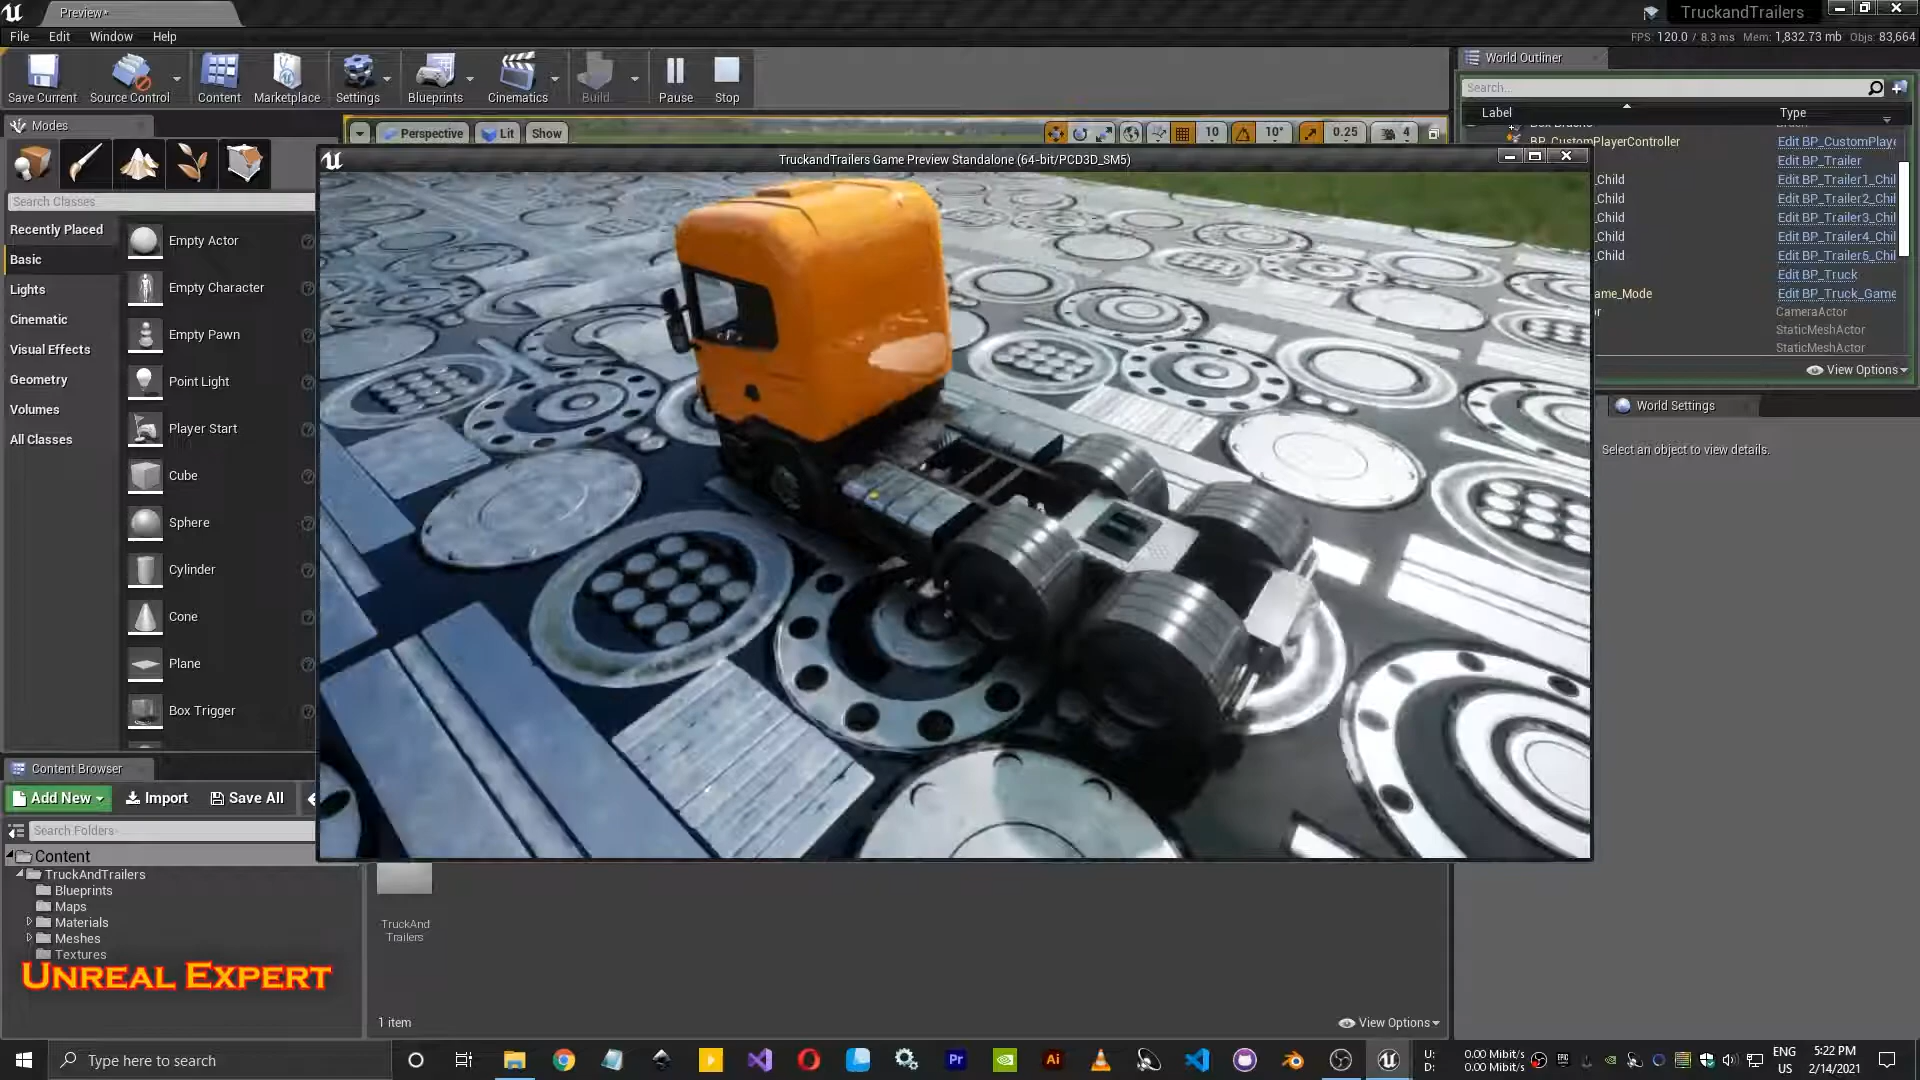 Preview*
TruckandTrailers
File Edit Window Help
FPS: 120.0 / 8.3 ms Mem: 1,832.73 mb Objs: 83,664
Save Current
Source Control
Content
Marketplace
Settings
Blueprints
Cinematics
Build
Pause
Stop
World Outliner
Search...
Label
Type
Modes
Perspective
Lit
Show
10
10°
0.25
4
BP_CustomPlayerController
Edit BP_CustomPlaye
TruckandTrailers Game Preview Standalone (64-bit/PCD3D_SM5)
Edit BP_Trailer
_Child
Edit BP_Trailer1_Chil
_Child
Edit BP_Trailer2_Chil
_Child
Edit BP_Trailer3_Chil
_Child
Edit BP_Trailer4_Chil
_Child
Edit BP_Trailer5_Chil
Edit BP_Truck
ame_Mode
Edit BP_Truck_Game
CameraActor
StaticMeshActor
StaticMeshActor
View Options
World Settings
Select an object to view details.
Search Classes
Recently Placed
Basic
Lights
Cinematic
Visual Effects
Geometry
Volumes
All Classes
Empty Actor
Empty Character
Empty Pawn
Point Light
Player Start
Cube
Sphere
Cylinder
Cone
Plane
Box Trigger
Content Browser
Add New
Import
Save All
Search Folders
Content
TruckAndTrailers
Blueprints
Maps
Materials
Meshes
Textures
UNREAL EXPERT
TruckAnd
Trailers
1 item
View Options
Type here to search
Pr
Ai
U: 0.00 Mibit/s
D: 0.00 Mibit/s
ENG
US
5:22 PM
2/14/2021